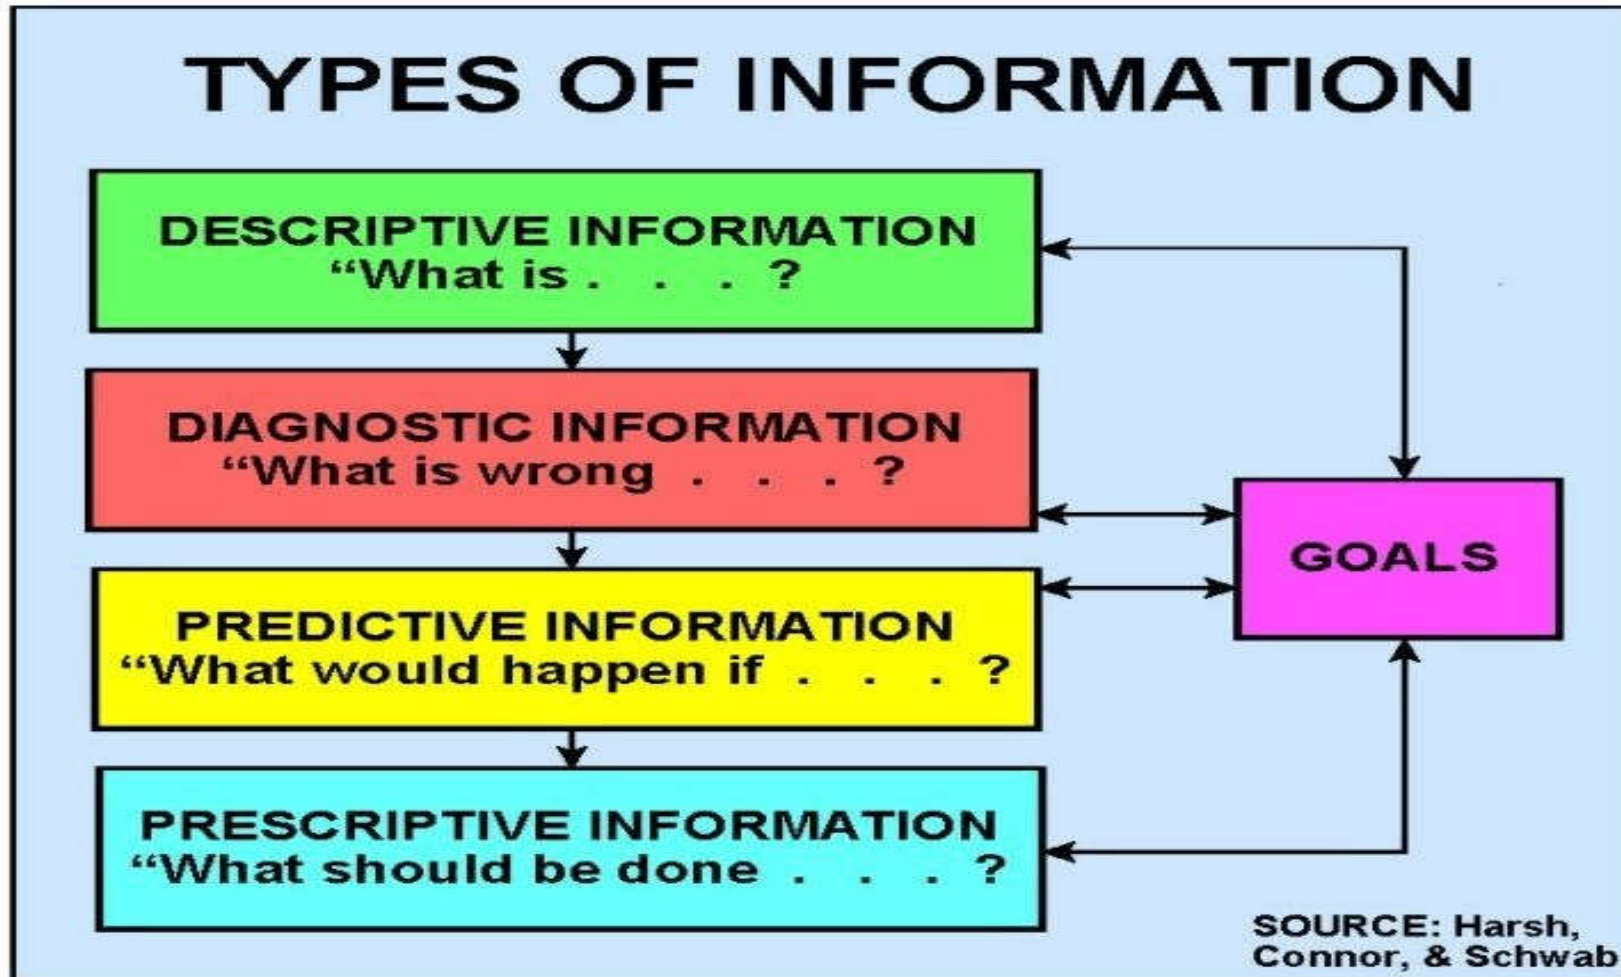 TYPES OF INFORMATION
DESCRIPTIVE INFORMATION
“What is . . . ?
DIAGNOSTIC INFORMATION
“What is wrong . . . ?
PREDICTIVE INFORMATION
“What would happen if . . . ?
PRESCRIPTIVE INFORMATION
“What should be done . . . ?
GOALS
SOURCE: Harsh,
Connor, & Schwab